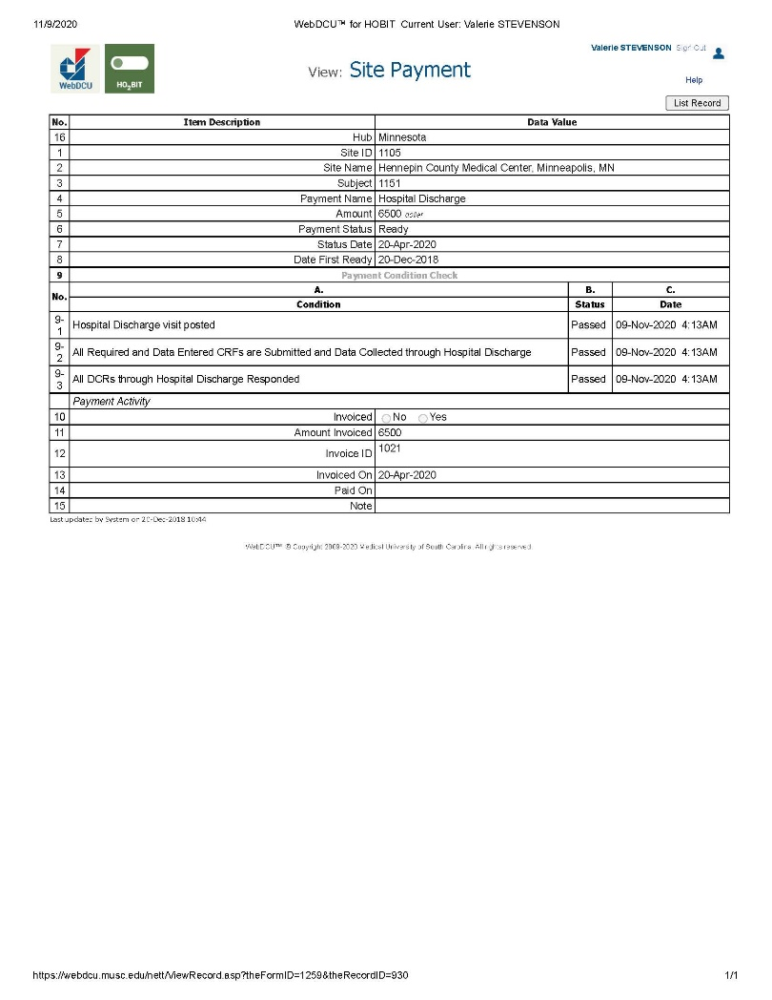 11/9/2020 WebDCU™ for HOBIT Current User: Valerie STEVENSON
Valerie STEVENSON Sign Out
WebDCU
HO2BIT
View: Site Payment
Help
List Record
No. Item Description Data Value
16 Hub Minnesota
1 Site ID 1105
2 Site Name Hennepin County Medical Center, Minneapolis, MN
3 Subject 1151
4 Payment Name Hospital Discharge
5 Amount 6500 dollar
6 Payment Status Ready
7 Status Date 20-Apr-2020
8 Date First Ready 20-Dec-2018
9 Payment Condition Check
No. A. B. C.
Condition Status Date
9-1 Hospital Discharge visit posted Passed 09-Nov-2020 4:13AM
9-2 All Required and Data Entered CRFs are Submitted and Data Collected through Hospital Discharge Passed 09-Nov-2020 4:13AM
9-3 All DCRs through Hospital Discharge Responded Passed 09-Nov-2020 4:13AM
Payment Activity
10 Invoiced No Yes
11 Amount Invoiced 6500
12 Invoice ID 1021
13 Invoiced On 20-Apr-2020
14 Paid On
15 Note
Last updated by System on 20-Dec-2018 10:44
WebDCU™ © Copyright 2009-2020 Medical University of South Carolina. All rights reserved.
https://webdcu.musc.edu/nett/ViewRecord.asp?theFormID=1259&theRecordID=930 1/1